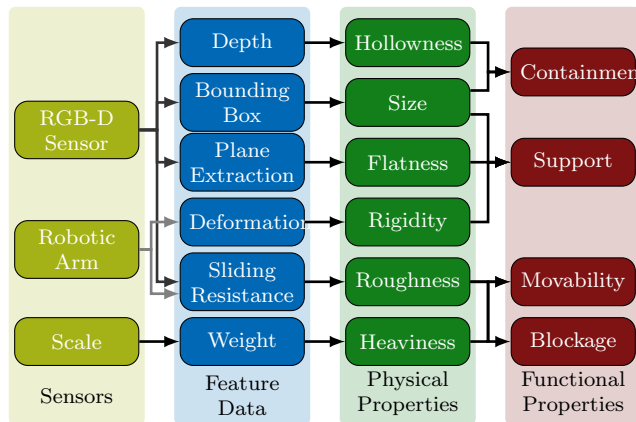 Depth
Hollowness
Containmen
Bounding
Box
Size
RGB-D
Sensor
Plane
Extraction
Flatness
Support
Deformation
Rigidity
Robotic
Arm
Sliding
Resistance
Roughness
Movability
Scale
Weight
Heaviness
Blockage
Sensors
Feature
Data
Physical
Properties
Functional
Properties